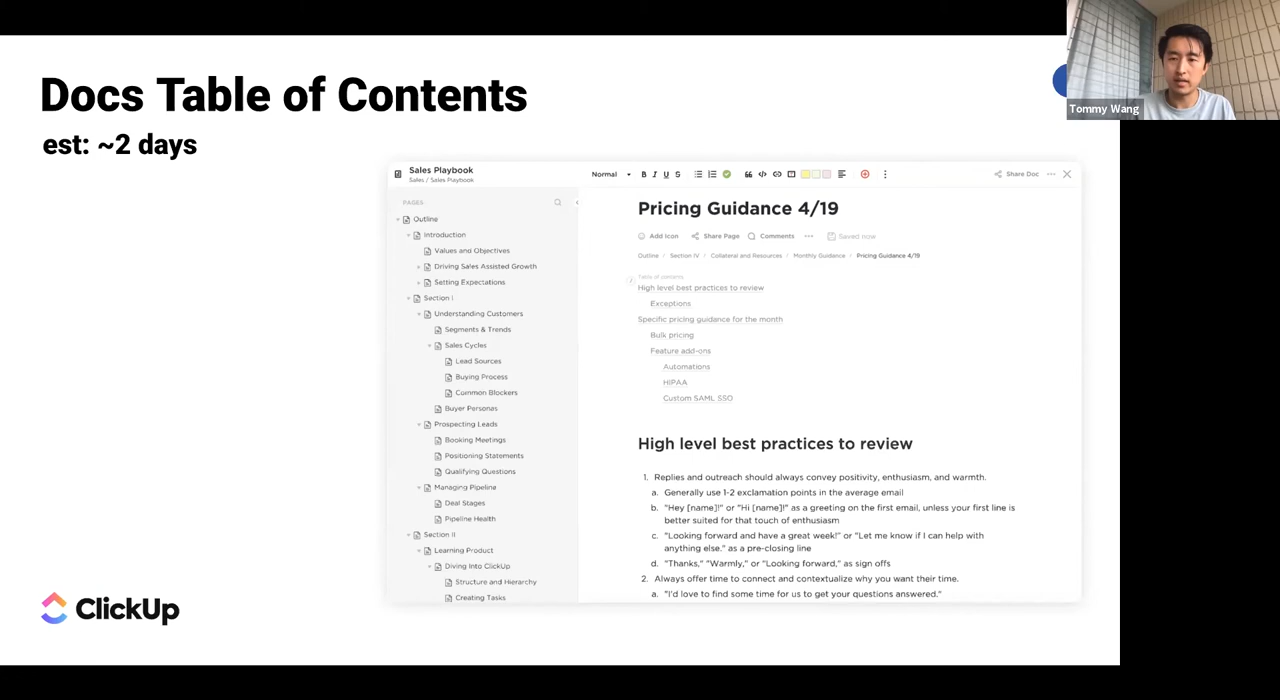 Docs Table of Contents
est: ~2 days
Tommy Wang
Sales Playbook
Sales / Sales Playbook
Normal B I U S
Share Doc
PAGES
Outline
Introduction
Values and Objectives
Driving Sales Assisted Growth
Setting Expectations
Section I
Understanding Customers
Segments & Trends
Sales Cycles
Lead Sources
Buying Process
Common Blockers
Buyer Personas
Prospecting Leads
Booking Meetings
Positioning Statements
Qualifying Questions
Managing Pipeline
Deal Stages
Pipeline Health
Section II
Learning Product
Diving Into ClickUp
Structure and Hierarchy
Creating Tasks
Pricing Guidance 4/19
Add Icon Share Page Comments Saved now
Outline / Section IV / Collateral and Resources / Monthly Guidance / Pricing Guidance 4/19
Table of contents
High level best practices to review
Exceptions
Specific pricing guidance for the month
Bulk pricing
Feature add-ons
Automations
HIPAA
Custom SAML SSO
High level best practices to review
1. Replies and outreach should always convey positivity, enthusiasm, and warmth.
a. Generally use 1-2 exclamation points in the average email
b. "Hey [name]!" or "Hi [name]!" as a greeting on the first email, unless your first line is
better suited for that touch of enthusiasm
c. "Looking forward and have a great week!" or "Let me know if I can help with
anything else." as a pre-closing line
d. "Thanks," "Warmly," or "Looking forward," as sign offs
2. Always offer time to connect and contextualize why you want their time.
a. "I'd love to find some time for us to get your questions answered."
ClickUp